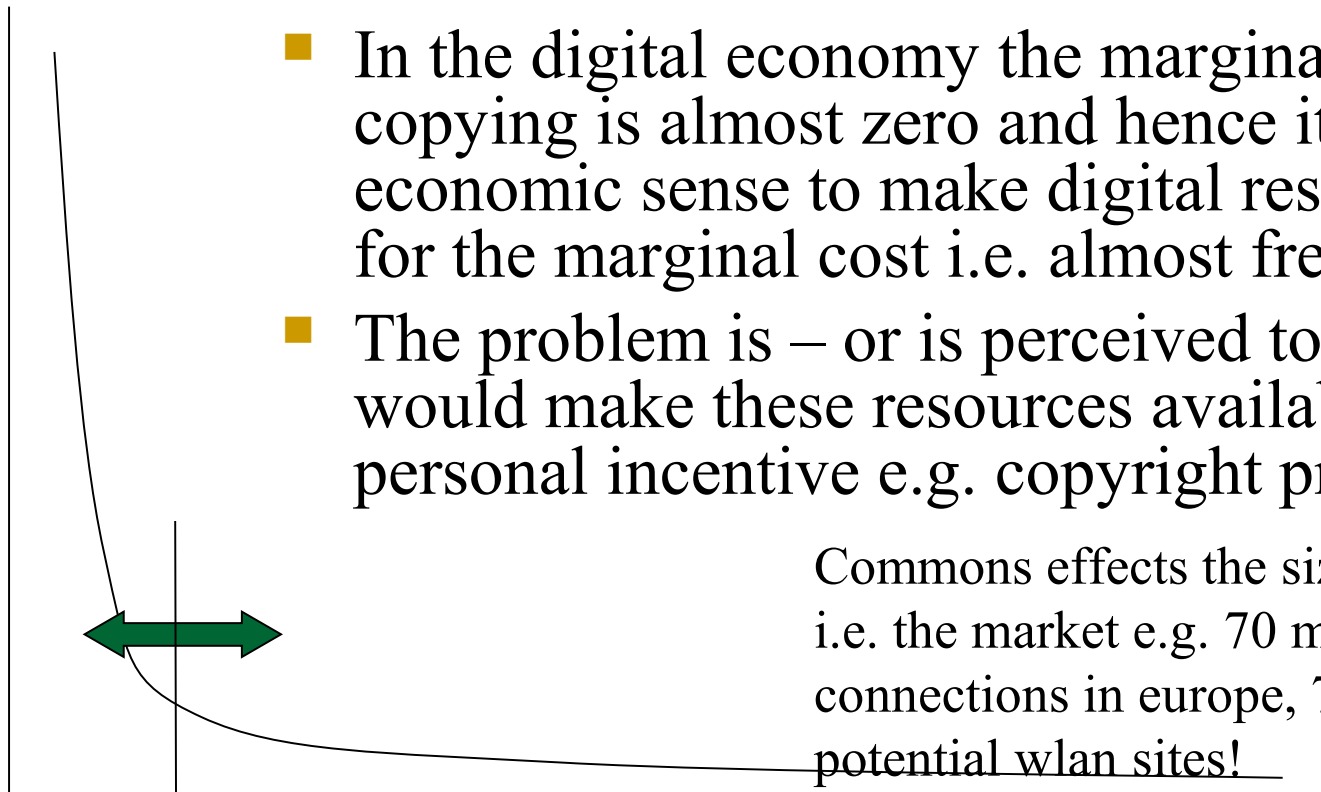 In the digital economy the margina
copying is almost zero and hence it
economic sense to make digital res
for the marginal cost i.e. almost fre
The problem is – or is perceived to
would make these resources availa
personal incentive e.g. copyright pr
Commons effects the siz
i.e. the market e.g. 70 m
connections in europe, 7
potential wlan sites!